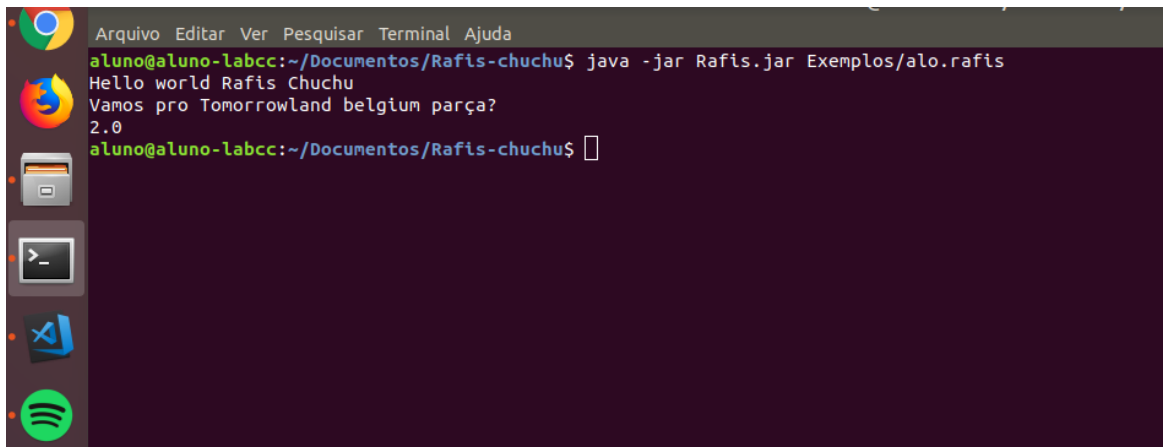 Arquivo Editar Ver Pesquisar Terminal Ajuda
aluno@aluno-labcc:~/Documentos/Rafis-chuchu$ java -jar Rafis.jar Exemplos/alo.rafis
Hello world Rafis Chuchu
Vamos pro Tomorrowland belgium parça?
2.0
aluno@aluno-labcc:~/Documentos/Rafis-chuchu$